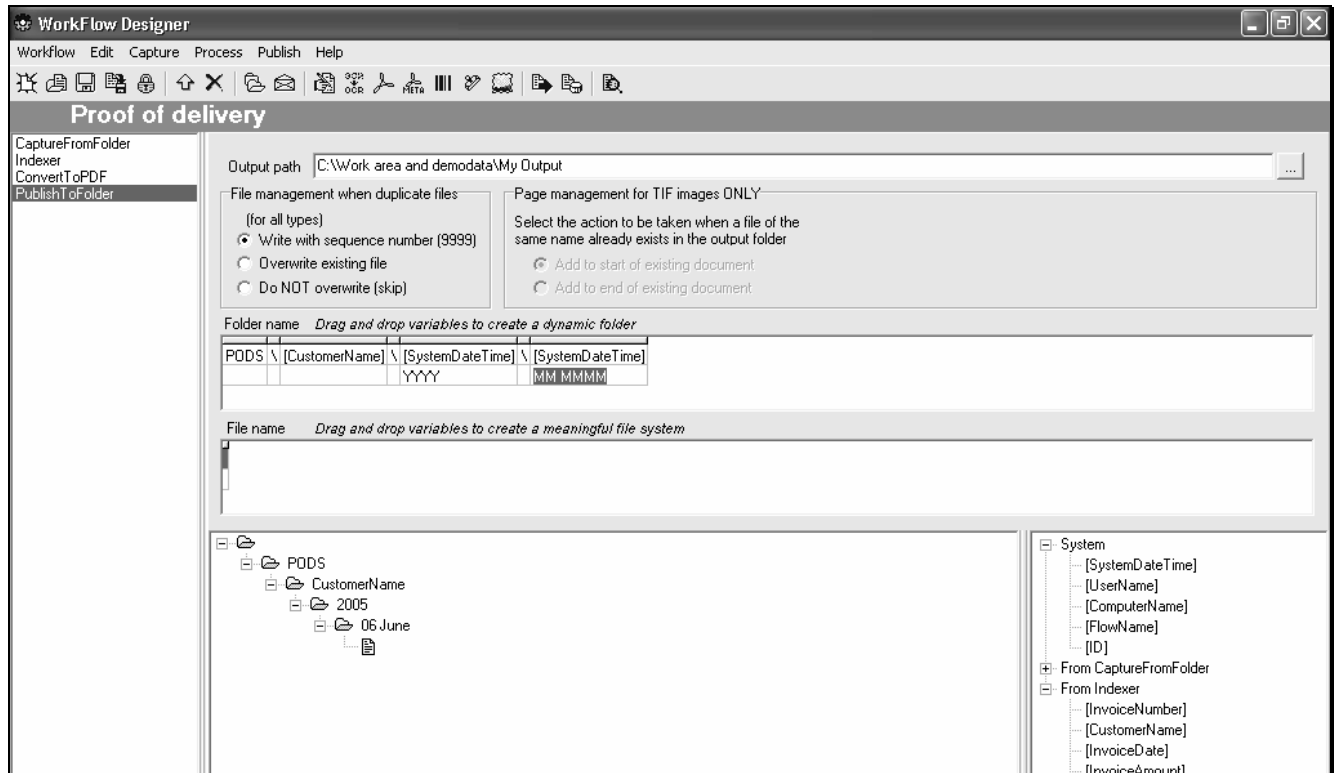 WorkFlow Designer
Workflow Edit Capture Process Publish Help
OCR OCR META
Proof of delivery
CaptureFromFolder
Indexer
ConvertToPDF
PublishToFolder
Output path C:\Work area and demodata\My Output ...
File management when duplicate files
(for all types)
Write with sequence number (9999)
Overwrite existing file
Do NOT overwrite (skip)
Page management for TIF images ONLY
Select the action to be taken when a file of the
same name already exists in the output folder
Add to start of existing document
Add to end of existing document
Folder name Drag and drop variables to create a dynamic folder
PODS \ [CustomerName] \ [SystemDateTime] \ [SystemDateTime]
YYYY MM MMMM
File name Drag and drop variables to create a meaningful file system
PODS
CustomerName
2005
06 June
System
[SystemDateTime]
[UserName]
[ComputerName]
[FlowName]
[ID]
From CaptureFromFolder
From Indexer
[InvoiceNumber]
[CustomerName]
[InvoiceDate]
[InvoiceAmount]